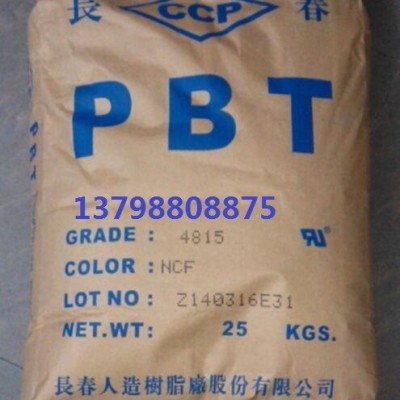 長 CCP 春
PBT
13798808875
GRADE : 4815
COLOR : NCF
LOT NO : Z140316E31
NET.WT: 25 KGS.
長春人造樹脂廠股份有限公司